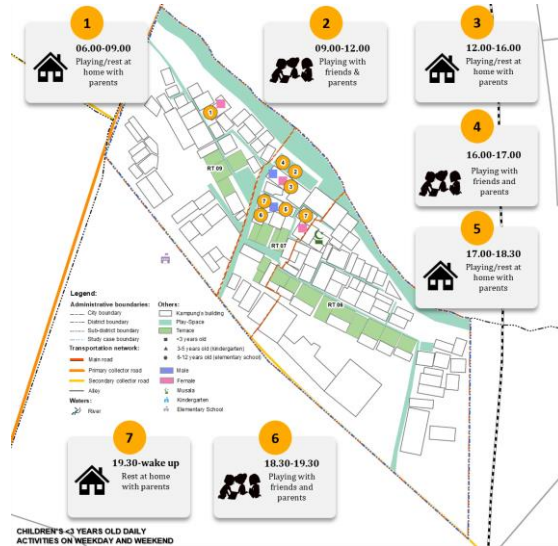 1
06.00-09.00
Playing/rest at
home with
parents
2
09.00-12.00
Playing with
friends &
parents
3
12.00-16.00
Playing/rest at
home with
parents
4
16.00-17.00
Playing with
friends and
parents
5
17.00-18.30
Playing/rest at
home with
parents
RT 09
RT 07
RT 08
Legend:
Administrative boundaries:
City boundary
District boundary
Sub-district boundary
Study case boundary
Transportation network:
Main road
Primary collector road
Secondary collector road
Alley
Waters:
River
Others:
Kampung's building
Play-Space
Terrace
<3 years old
3-5 years old (kindergarten)
6-12 years old (elementary school)
Male
Female
Musala
Kindergarten
Elementary School
7
19.30-wake up
Rest at home
with parents
6
18.30-19.30
Playing with
friends and
parents
CHILDREN'S <3 YEARS OLD DAILY
ACTIVITIES ON WEEKDAY AND WEEKEND